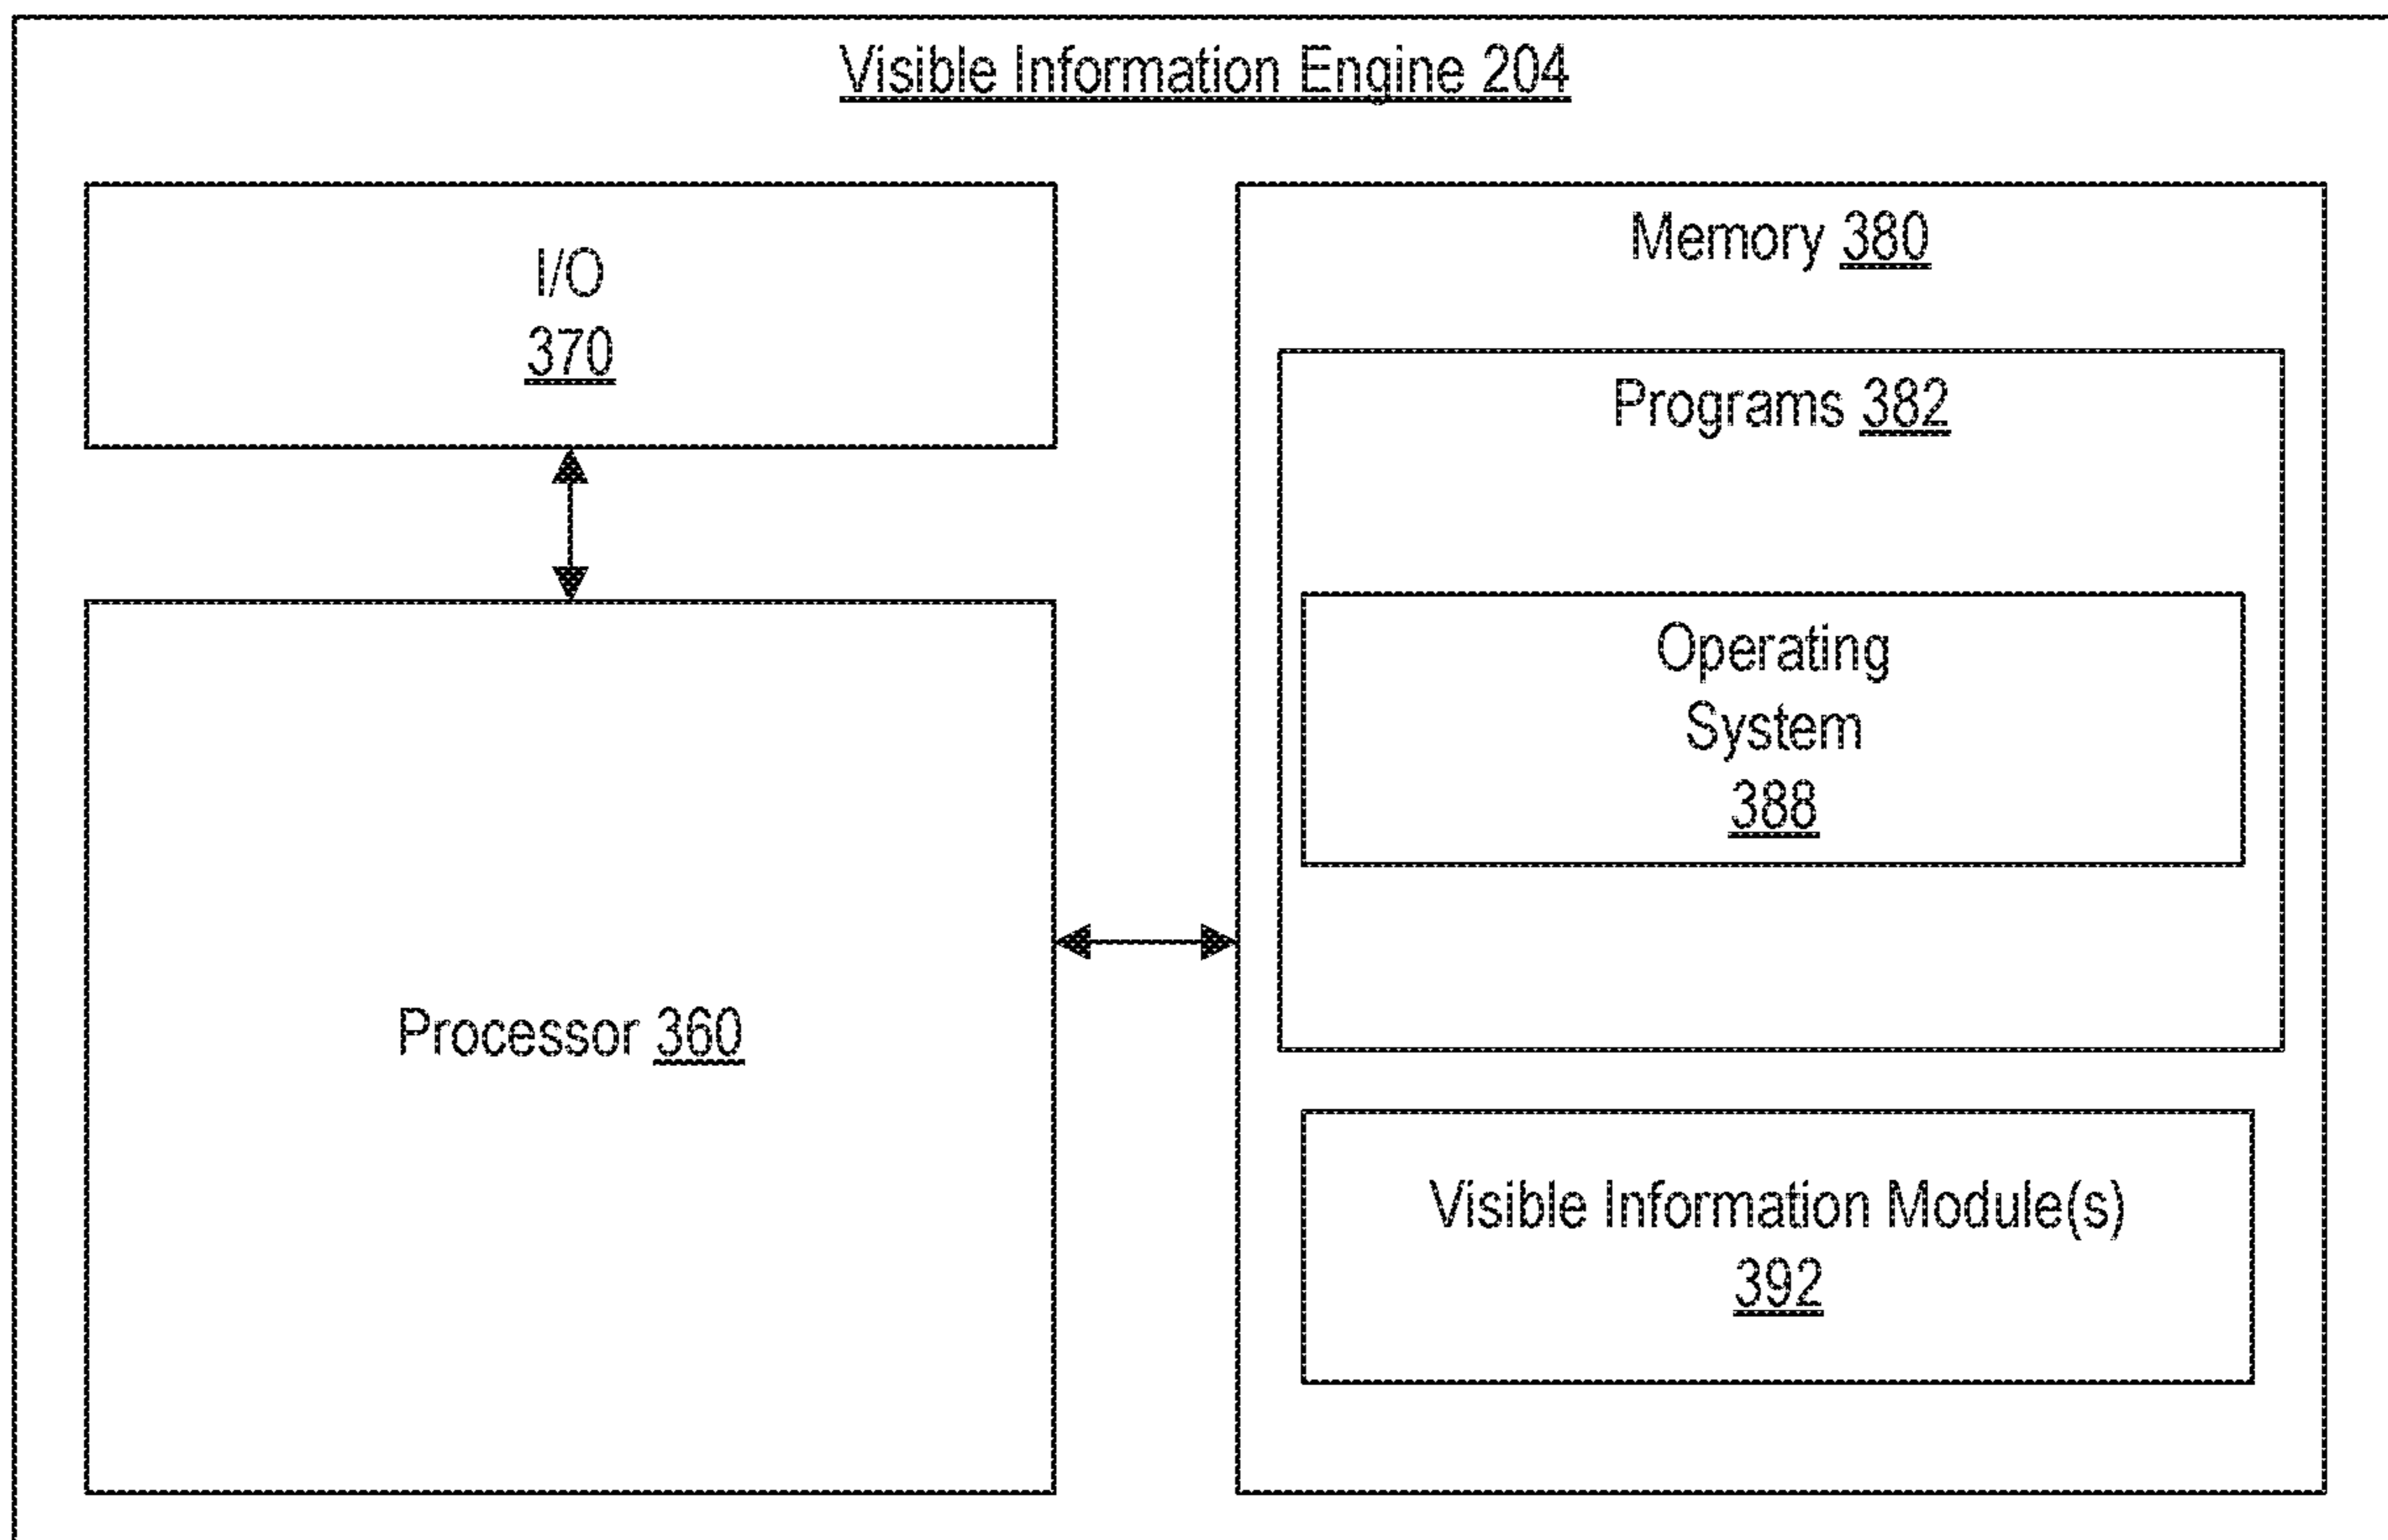 Visible Information Engine 204
I/O
370
Processor 360
Memory 380
Programs 382
Operating
System
388
Visible Information Module(s)
392